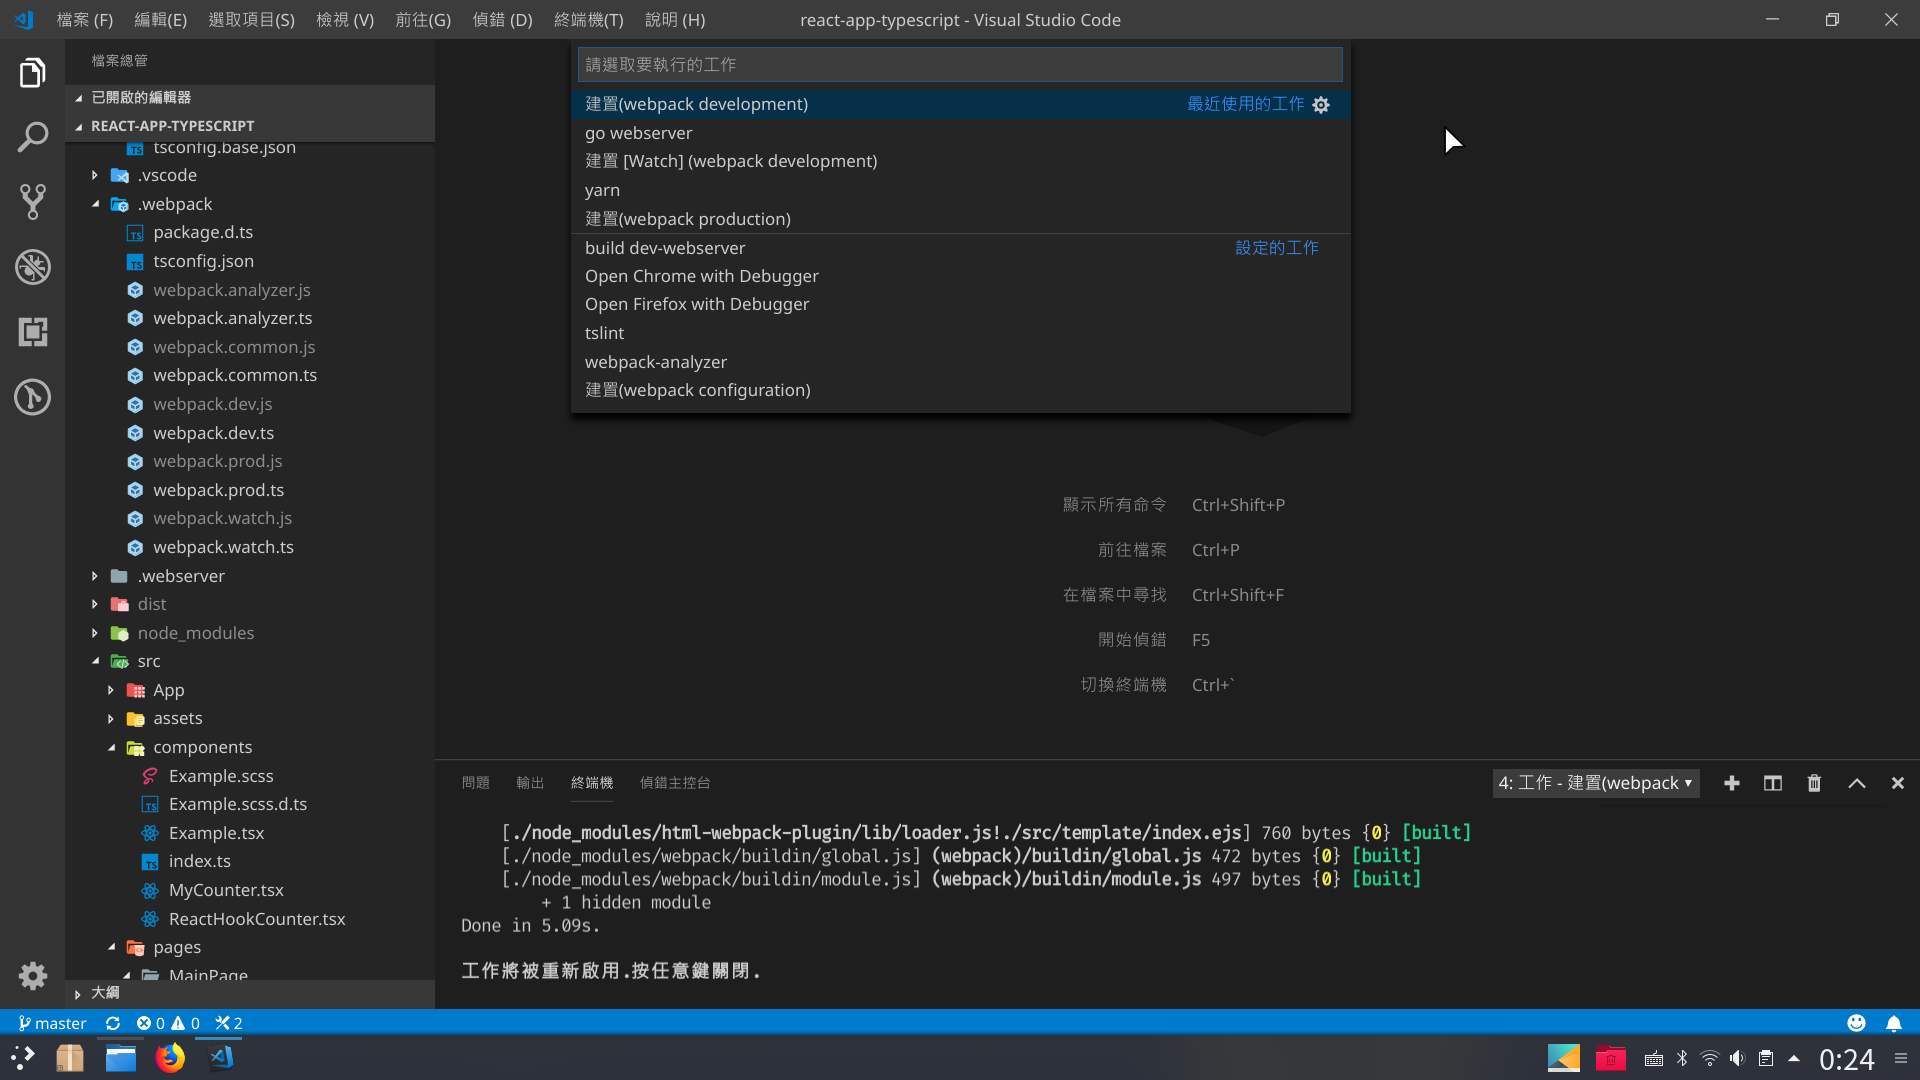 檔案 (F) 編輯(E) 選取項目(S) 檢視 (V) 前往(G) 偵錯 (D) 終端機(T) 說明 (H) react-app-typescript - Visual Studio Code
檔案總管
已開啟的編輯器
REACT-APP-TYPESCRIPT
tsconfig.base.json
.vscode
.webpack
package.d.ts
tsconfig.json
webpack.analyzer.js
webpack.analyzer.ts
webpack.common.js
webpack.common.ts
webpack.dev.js
webpack.dev.ts
webpack.prod.js
webpack.prod.ts
webpack.watch.js
webpack.watch.ts
.webserver
dist
node_modules
src
App
assets
components
Example.scss
Example.scss.d.ts
Example.tsx
index.ts
MyCounter.tsx
ReactHookCounter.tsx
pages
MainPage
大綱
請選取要執行的工作
建置(webpack development) 最近使用的工作
go webserver
建置 [Watch] (webpack development)
yarn
建置(webpack production)
build dev-webserver 設定的工作
Open Chrome with Debugger
Open Firefox with Debugger
tslint
webpack-analyzer
建置(webpack configuration)
顯示所有命令 Ctrl+Shift+P
前往檔案 Ctrl+P
在檔案中尋找 Ctrl+Shift+F
開始偵錯 F5
切換終端機 Ctrl+`
問題 輸出 終端機 偵錯主控台 4: 工作 - 建置(webpack
[./node_modules/html-webpack-plugin/lib/loader.js!./src/template/index.ejs] 760 bytes {0} [built]
[./node_modules/webpack/buildin/global.js] (webpack)/buildin/global.js 472 bytes {0} [built]
[./node_modules/webpack/buildin/module.js] (webpack)/buildin/module.js 497 bytes {0} [built]
+ 1 hidden module
Done in 5.09s.
工作將被重新啟用.按任意鍵關閉.
master 0 0 2
0:24